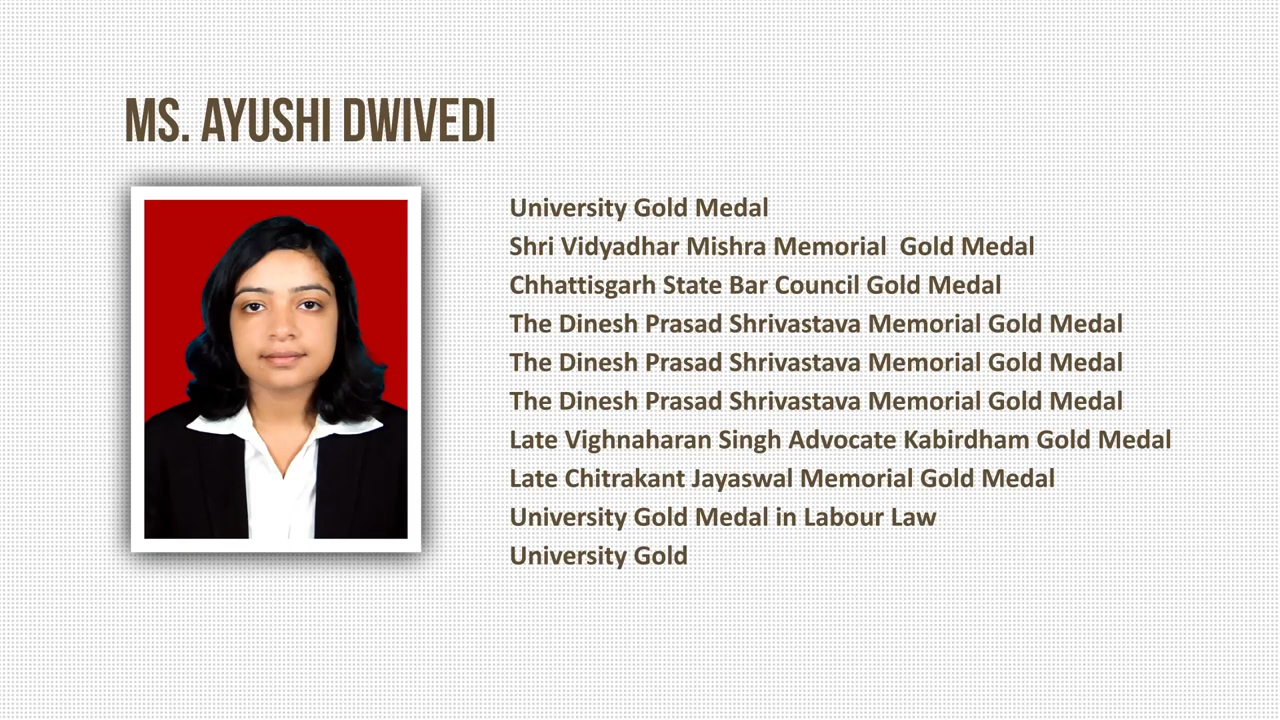 MS. AYUSHI DWIVEDI
University Gold Medal
Shri Vidyadhar Mishra Memorial  Gold Medal
Chhattisgarh State Bar Council Gold Medal
The Dinesh Prasad Shrivastava Memorial Gold Medal
The Dinesh Prasad Shrivastava Memorial Gold Medal
The Dinesh Prasad Shrivastava Memorial Gold Medal
Late Vighnaharan Singh Advocate Kabirdham Gold Medal
Late Chitrakant Jayaswal Memorial Gold Medal
University Gold Medal in Labour Law
University Gold